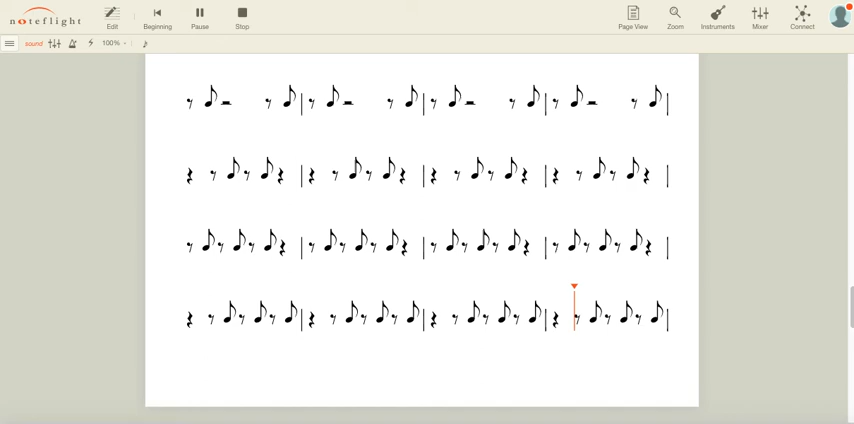 noteflight
Edit
Beginning
Pause
Stop
Page View
Zoom
Instruments
Mixer
Connect
sound
100%